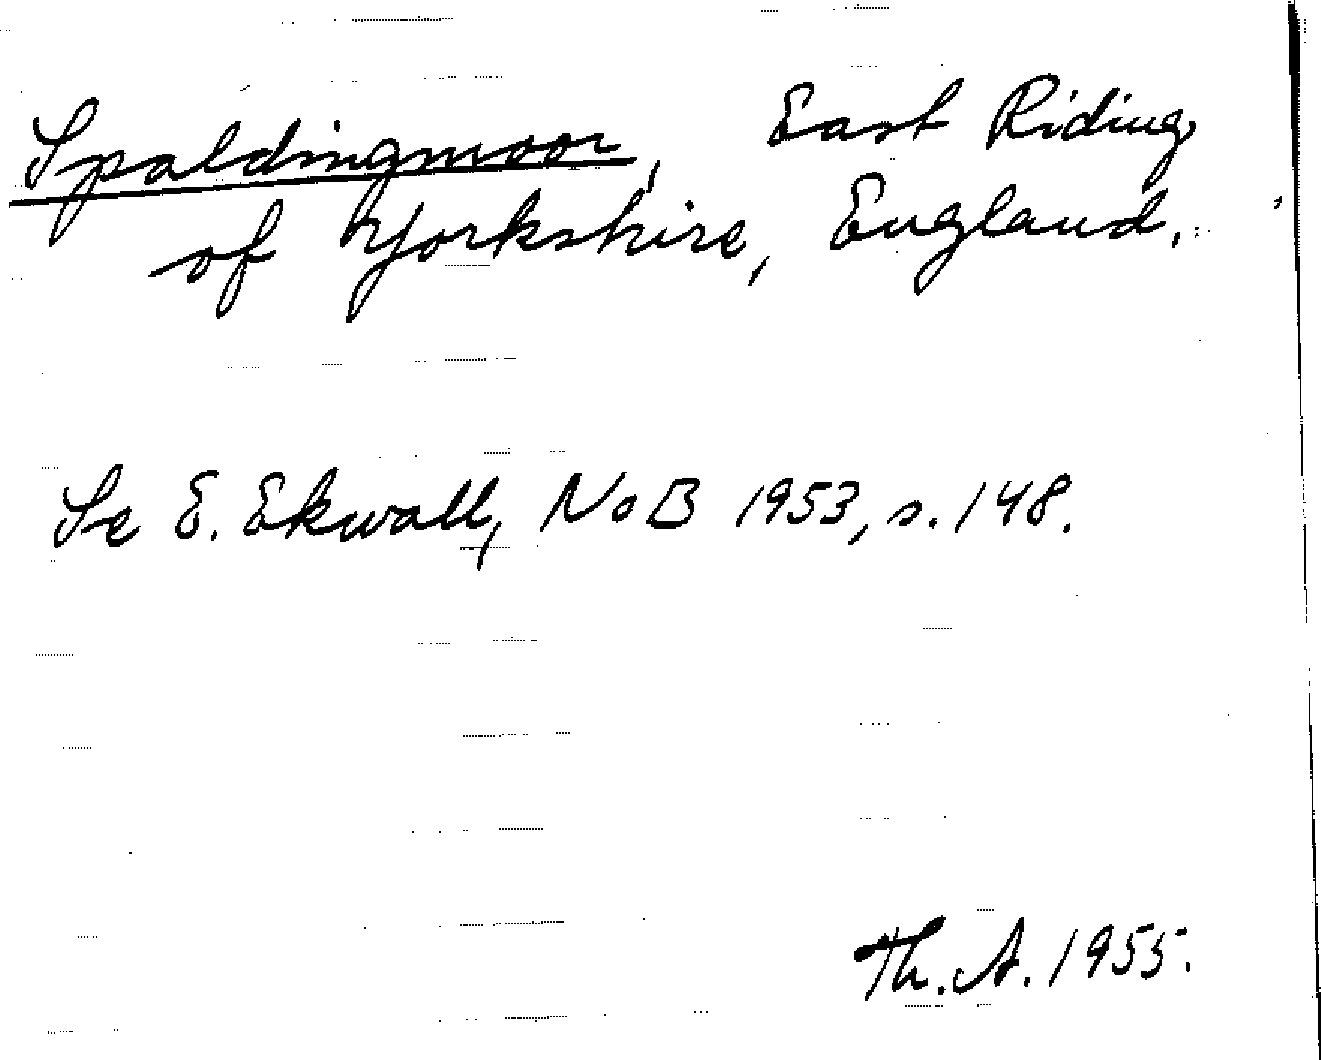 Spaldingmoor, East Riding
of Yorkshire, England.
Se E. Ekwall, NoB 1953, s. 148.
Th. A. 1955.